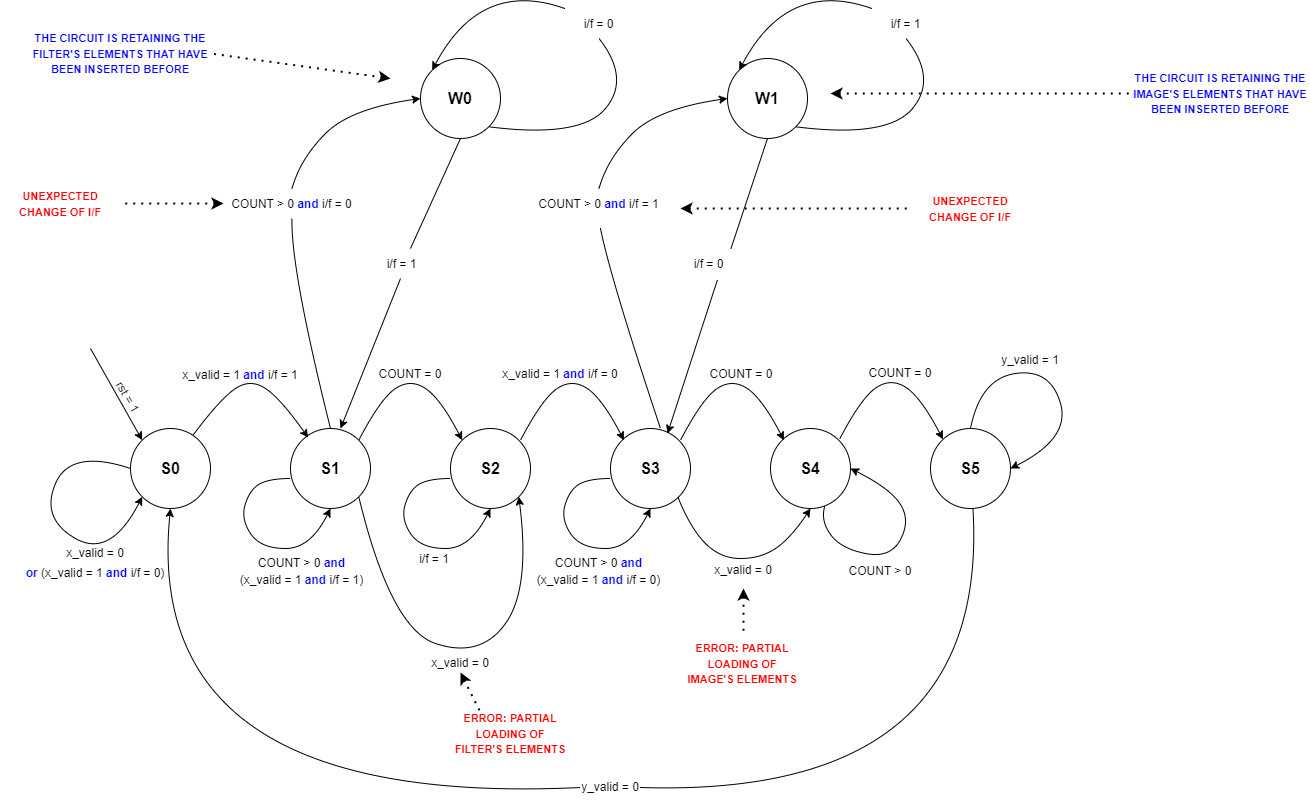 i/f = 0
i/f = 1
THE CIRCUIT IS RETAINING THE
FILTER'S ELEMENTS THAT HAVE
BEEN INSERTED BEFORE
W0
W1
THE CIRCUIT IS RETAINING THE
IMAGE'S ELEMENTS THAT HAVE
BEEN INSERTED BEFORE
UNEXPECTED
CHANGE OF I/F
COUNT > 0 and i/f = 0
COUNT > 0 and i/f = 1
UNEXPECTED
CHANGE OF I/F
i/f = 1
i/f = 0
rst = 1
x_valid = 1 and i/f = 1
COUNT = 0
x_valid = 1 and i/f = 0
COUNT = 0
COUNT = 0
y_valid = 1
S0
S1
S2
S3
S4
S5
x_valid = 0
or (x_valid = 1 and i/f = 0)
COUNT > 0 and
(x_valid = 1 and i/f = 1)
i/f = 1
COUNT > 0 and
(x_valid = 1 and i/f = 0)
x_valid = 0
COUNT > 0
ERROR: PARTIAL
LOADING OF
IMAGE'S ELEMENTS
x_valid = 0
ERROR: PARTIAL
LOADING OF
FILTER'S ELEMENTS
y_valid = 0